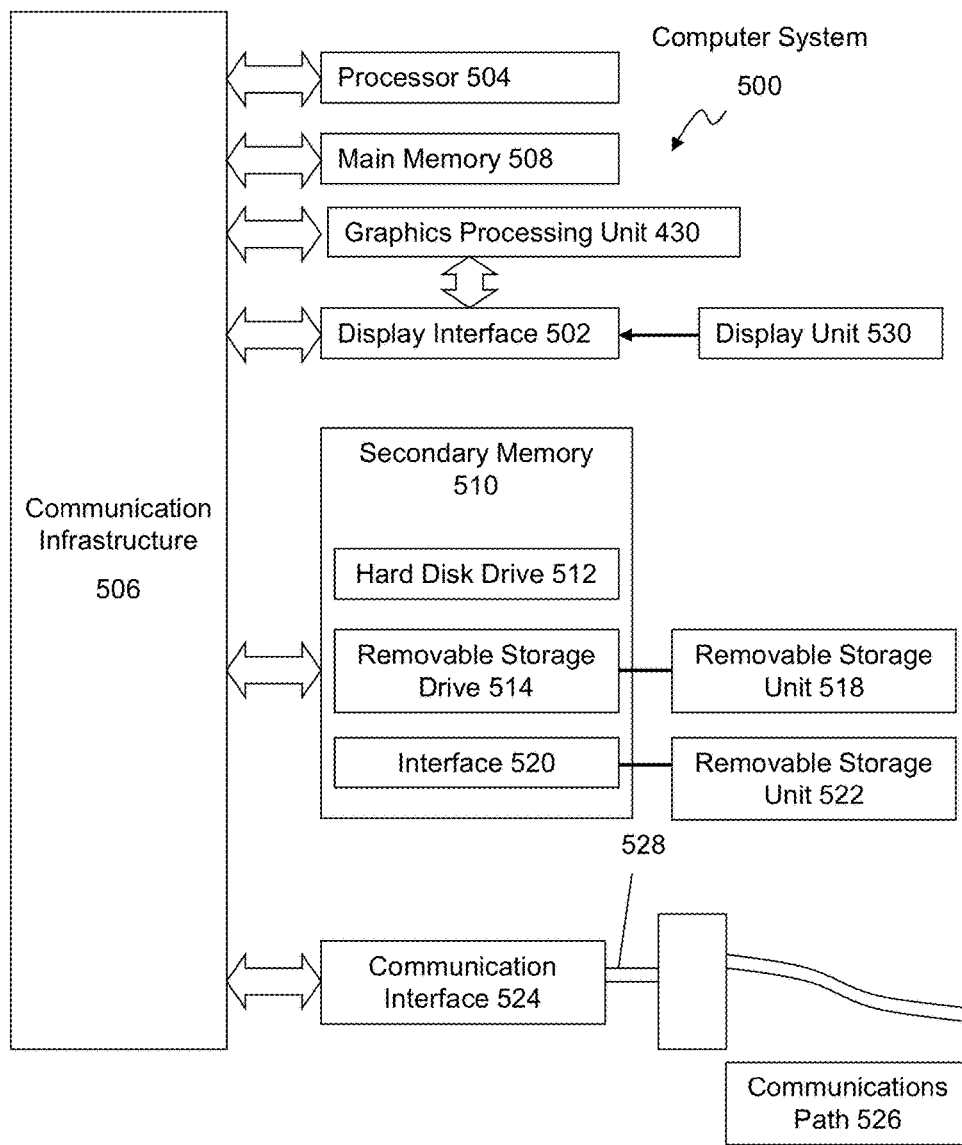 Computer System
500
Processor 504
Main Memory 508
Graphics Processing Unit 430
Display Interface 502
Display Unit 530
Communication
Infrastructure
506
Secondary Memory
510
Hard Disk Drive 512
Removable Storage
Drive 514
Removable Storage
Unit 518
Interface 520
Removable Storage
Unit 522
528
Communication
Interface 524
Communications
Path 526